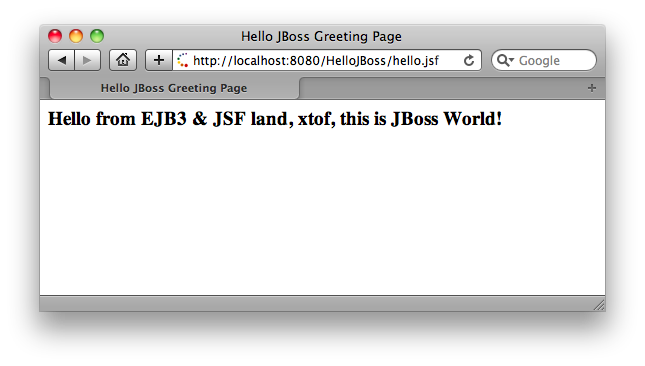 Hello JBoss Greeting Page
http://localhost:8080/HelloJBoss/hello.jsf
Google
Hello JBoss Greeting Page
Hello from EJB3 & JSF land, xtof, this is JBoss World!